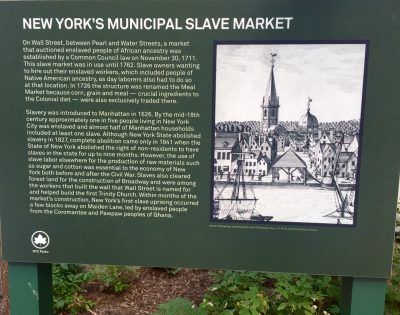 NEW YORK'S MUNICIPAL SLAVE MARKET
On Wall Street, between Pearl and Water Streets, a market
that auctioned enslaved people of African ancestry was
established by a Common Council law on November 30, 1711.
This slave market was in use until 1762. Slave owners wanting
to hire out their enslaved workers, which included people of
Native American ancestry, as day laborers also had to do so
at that location. In 1726 the structure was renamed the Meal
Market because corn, grain and meal — crucial ingredients to
the Colonial diet — were also exclusively traded there.
Slavery was introduced to Manhattan in 1626. By the mid-18th
century approximately one in five people living in New York
City was enslaved and almost half of Manhattan households
included at least one slave. Although New York State abolished
slavery in 1827, complete abolition came only in 1841 when the
State of New York abolished the right of non-residents to have
slaves in the state for up to nine months. However, the use of
slave labor elsewhere for the production of raw materials such
as sugar and cotton was essential to the economy of New
York both before and after the Civil War. Slaves also cleared
forest land for the construction of Broadway and were among
the workers that built the wall that Wall Street is named for
and helped build the first Trinity Church. Within months of the
market's construction, New York's first slave uprising occurred
a few blocks away on Maiden Lane, led by enslaved people
from the Coromantee and Pawpaw peoples of Ghana.
NYC Parks